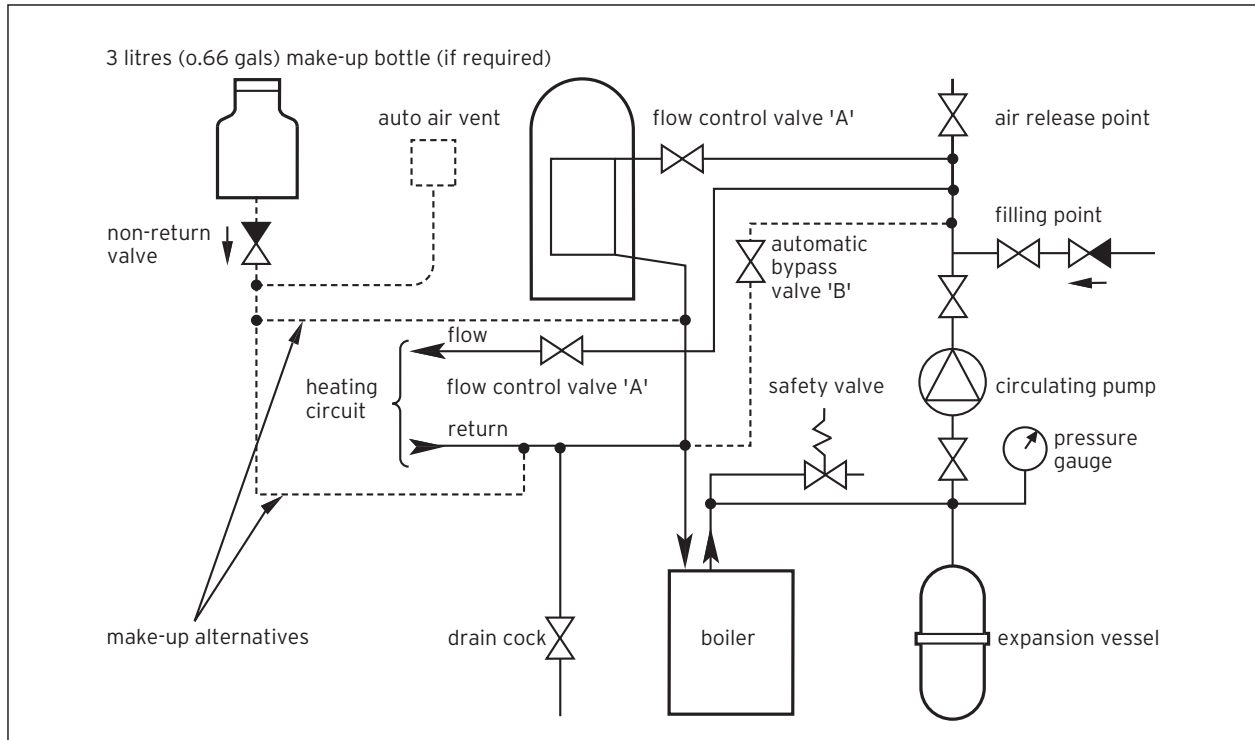 3 litres (0.66 gals) make-up bottle (if required)
auto air vent
flow control valve 'A'
air release point
non-return
valve
filling point
automatic
bypass
valve 'B'
flow
heating
circuit
flow control valve 'A'
safety valve
circulating pump
return
pressure
gauge
make-up alternatives
drain cock
boiler
expansion vessel